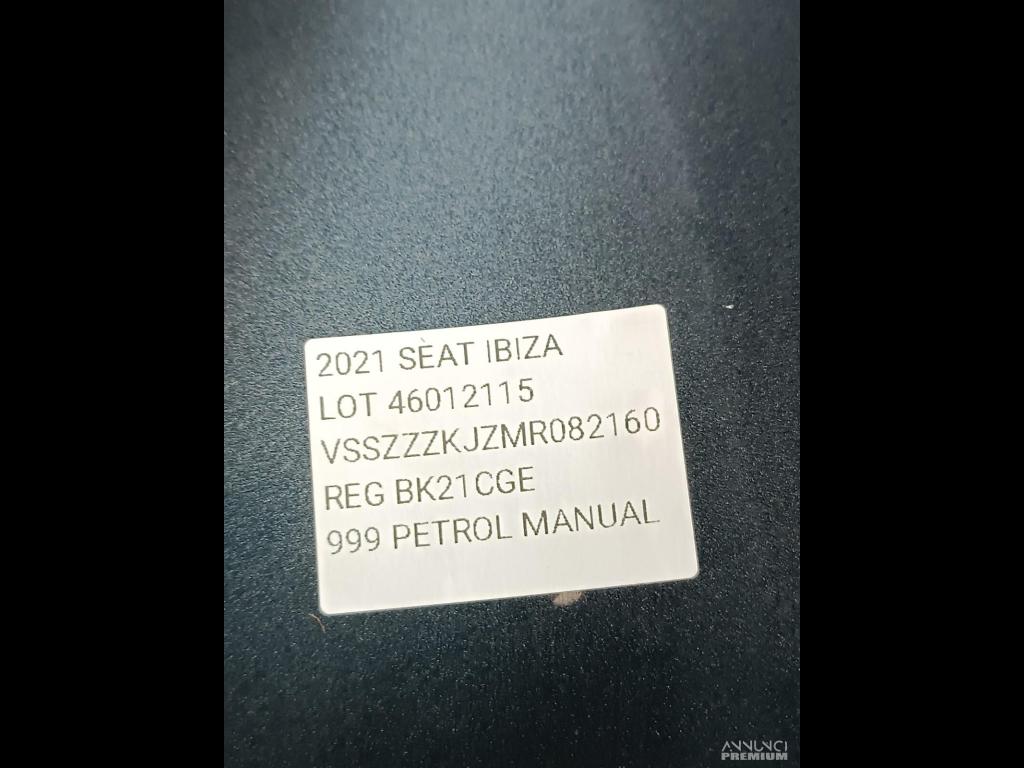 2021 SEAT IBIZA
LOT 46012115
VSSZZZKJZMR082160
REG BK21CGE
999 PETROL MANUAL
ANNUNCI
PREMIUM